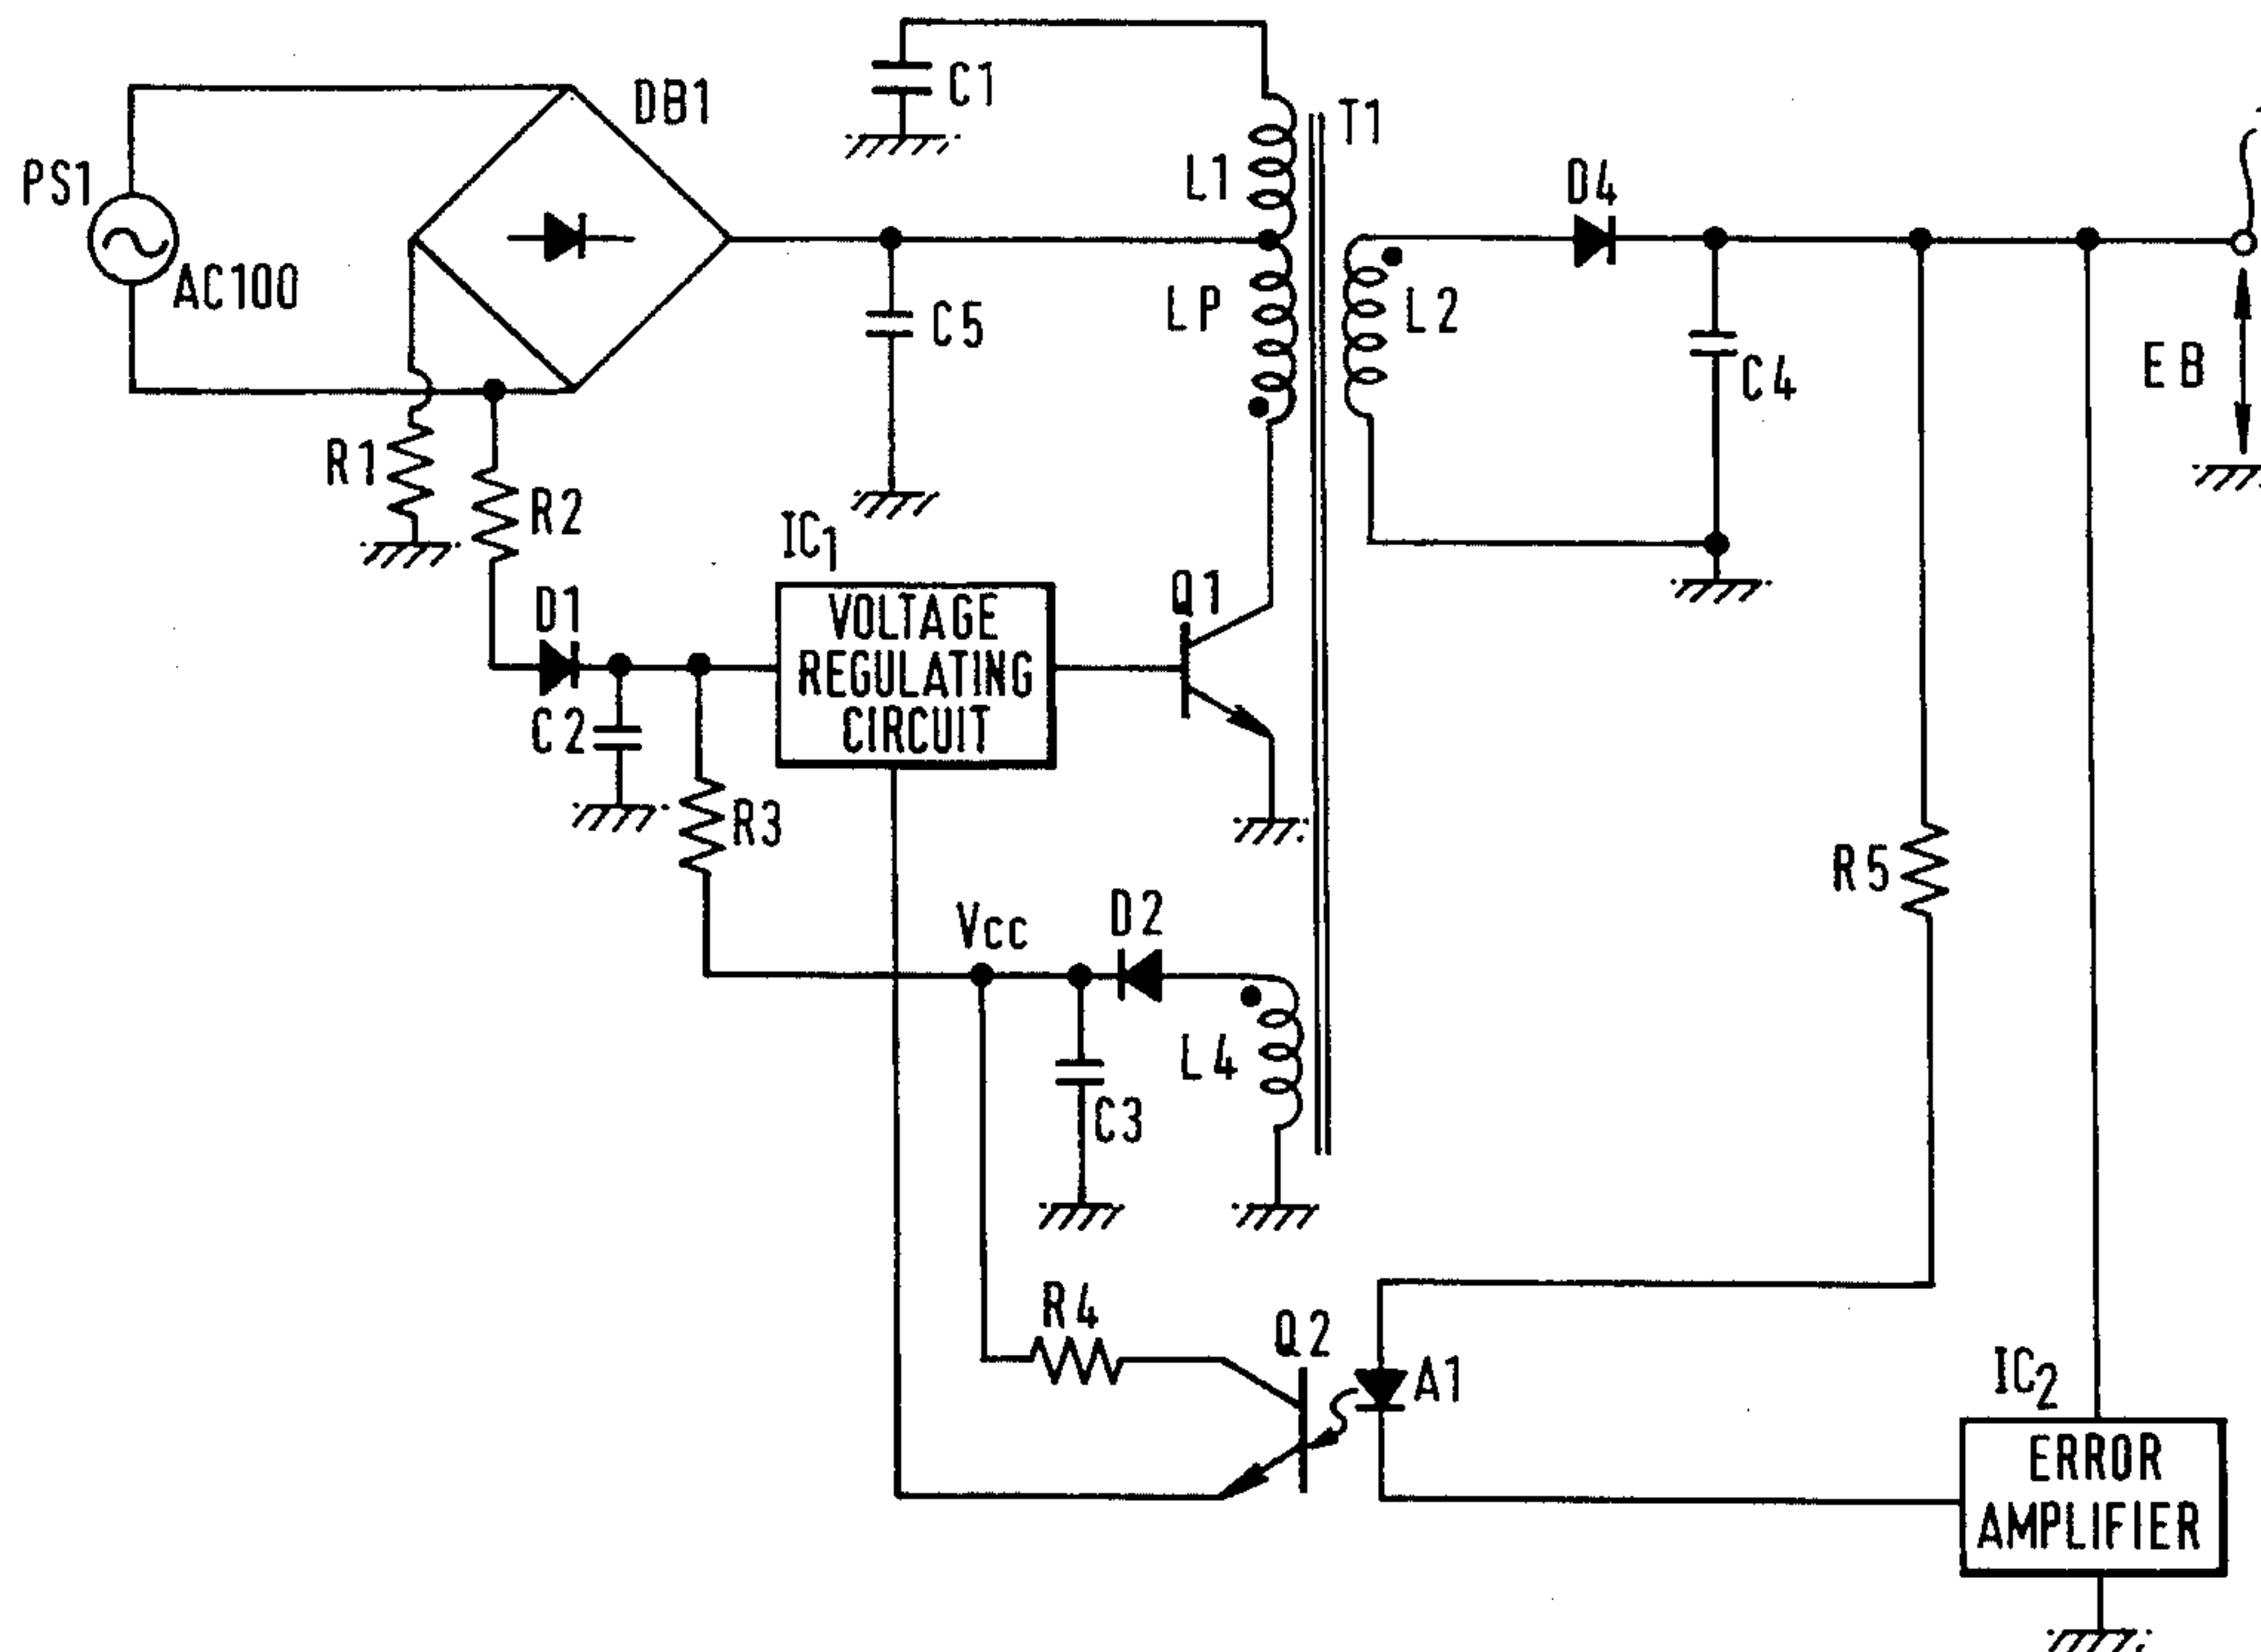 PS1
AC100
DB1
C1
L1
T1
LP
C5
L2
D4
C4
EB
R1
R2
D1
C2
R3
IC1
VOLTAGE
REGULATING
CIRCUIT
Q1
Vcc
D2
C3
L4
R5
R4
Q2
A1
IC2
ERROR
AMPLIFIER